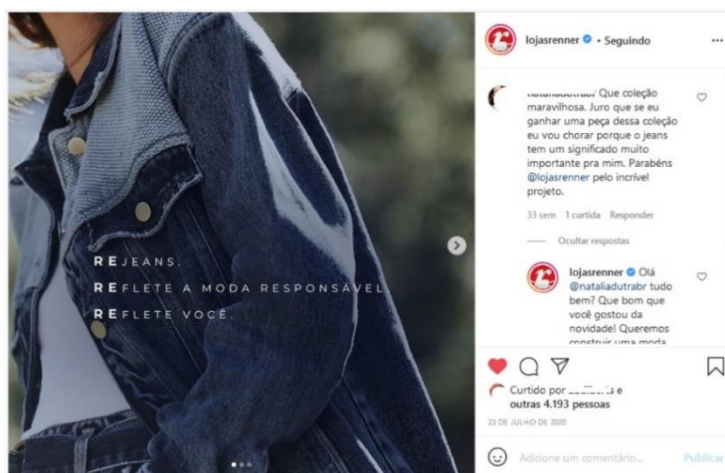 REJEANS.
REFLETE A MODA RESPONSÁVEL
REFLETE VOCÊ.
lojasrenner • Seguindo
Que coleção
maravilhosa. Juro que se eu
ganhar uma peça dessa coleção
eu vou chorar porque o jeans
tem um significado muito
importante pra mim. Parabéns
@lojasrenner pelo incrível
projeto.
33 sem 1 curtida Responder
Ocultar respostas
lojasrenner Olá
@nataliadutrabr tudo
bem? Que bom que
você gostou da
novidade! Queremos
construir uma moda
Curtido por e
outras 4.193 pessoas
23 DE JULHO DE 2020
Adicione um comentário... Publicar